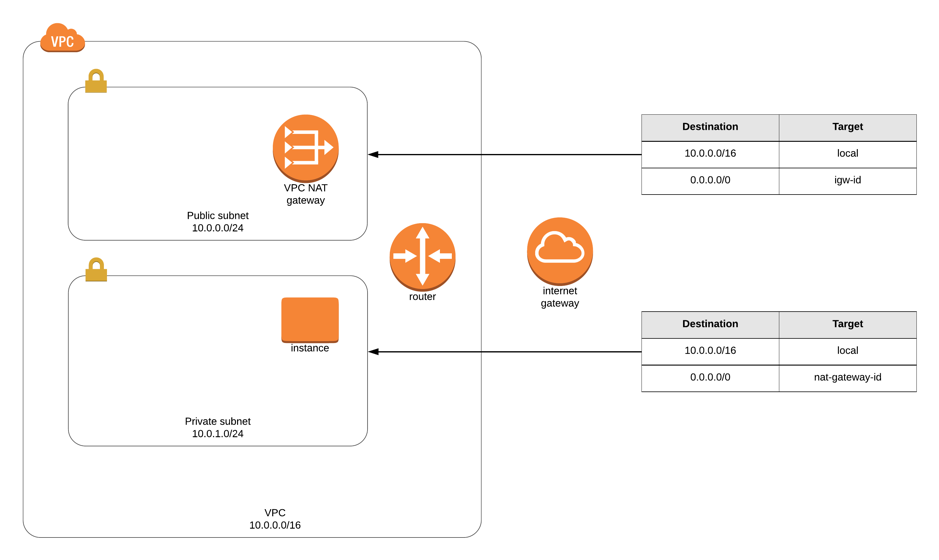 VPC
VPC NAT
gateway
Public subnet
10.0.0.0/24
router
internet
gateway
instance
Private subnet
10.0.1.0/24
VPC
10.0.0.0/16
Destination Target
10.0.0.0/16 local
0.0.0.0/0 igw-id
Destination Target
10.0.0.0/16 local
0.0.0.0/0 nat-gateway-id